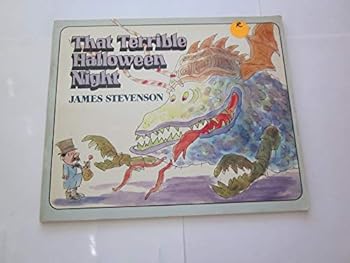 That Terrible
Halloween
Night
JAMES STEVENSON